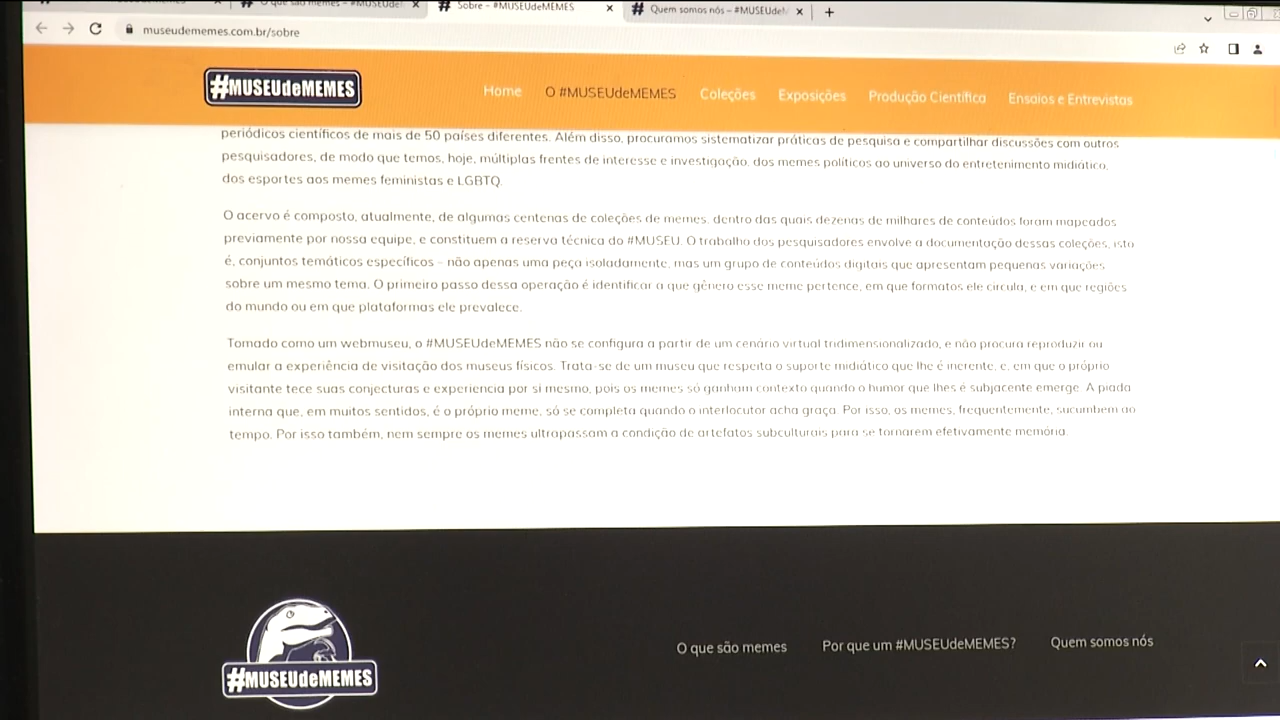 O que são memes – #MUSEUde
Sobre – #MUSEUdeMEMES
Quem somos nós – #MUSEUdeM
museudememes.com.br/sobre
#MUSEUdeMEMES
Home
O #MUSEUdeMEMES
Coleções
Exposições
Produção Científica
Ensaios e Entrevistas
periódicos científicos de mais de 50 países diferentes. Além disso, procuramos sistematizar práticas de pesquisa e compartilhar discussões com outros
pesquisadores, de modo que temos, hoje, múltiplas frentes de interesse e investigação, dos memes políticos ao universo do entretenimento midiático,
dos esportes aos memes feministas e LGBTQ.
O acervo é composto, atualmente, de algumas centenas de coleções de memes, dentro das quais dezenas de milhares de conteúdos foram mapeados
previamente por nossa equipe, e constituem a reserva técnica do #MUSEU. O trabalho dos pesquisadores envolve a documentação dessas coleções, isto
é, conjuntos temáticos específicos – não apenas uma peça isoladamente, mas um grupo de conteúdos digitais que apresentam pequenas variações
sobre um mesmo tema. O primeiro passo dessa operação é identificar a que gênero esse meme pertence, em que formatos ele circula, e em que regiões
do mundo ou em que plataformas ele prevalece.
Tomado como um webmuseu, o #MUSEUdeMEMES não se configura a partir de um cenário virtual tridimensionalizado, e não procura reproduzir ou
emular a experiência de visitação dos museus físicos. Trata-se de um museu que respeita o suporte midiático que lhe é inerente, e, em que o próprio
visitante tece suas conjecturas e experiencia por si mesmo, pois os memes só ganham contexto quando o humor que lhes é subjacente emerge. A piada
interna que, em muitos sentidos, é o próprio meme, só se completa quando o interlocutor acha graça. Por isso, os memes, frequentemente, sucumbem ao
tempo. Por isso também, nem sempre os memes ultrapassam a condição de artefatos subculturais para se tornarem efetivamente memória.
#MUSEUdeMEMES
O que são memes
Por que um #MUSEUdeMEMES?
Quem somos nós